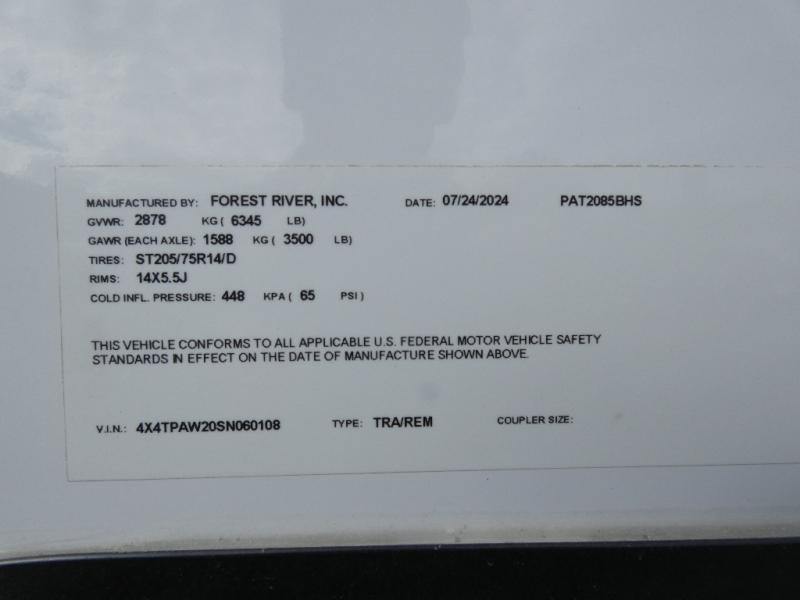 MANUFACTURED BY: FOREST RIVER, INC. DATE: 07/24/2024 PAT2085BHS
GVWR: 2878 KG ( 6345 LB)
GAWR (EACH AXLE): 1588 KG ( 3500 LB)
TIRES: ST205/75R14/D
RIMS: 14X5.5J
COLD INFL. PRESSURE: 448 KPA ( 65 PSI )
THIS VEHICLE CONFORMS TO ALL APPLICABLE U.S. FEDERAL MOTOR VEHICLE SAFETY
STANDARDS IN EFFECT ON THE DATE OF MANUFACTURE SHOWN ABOVE.
V.I.N.: 4X4TPAW20SN060108 TYPE: TRA/REM COUPLER SIZE: